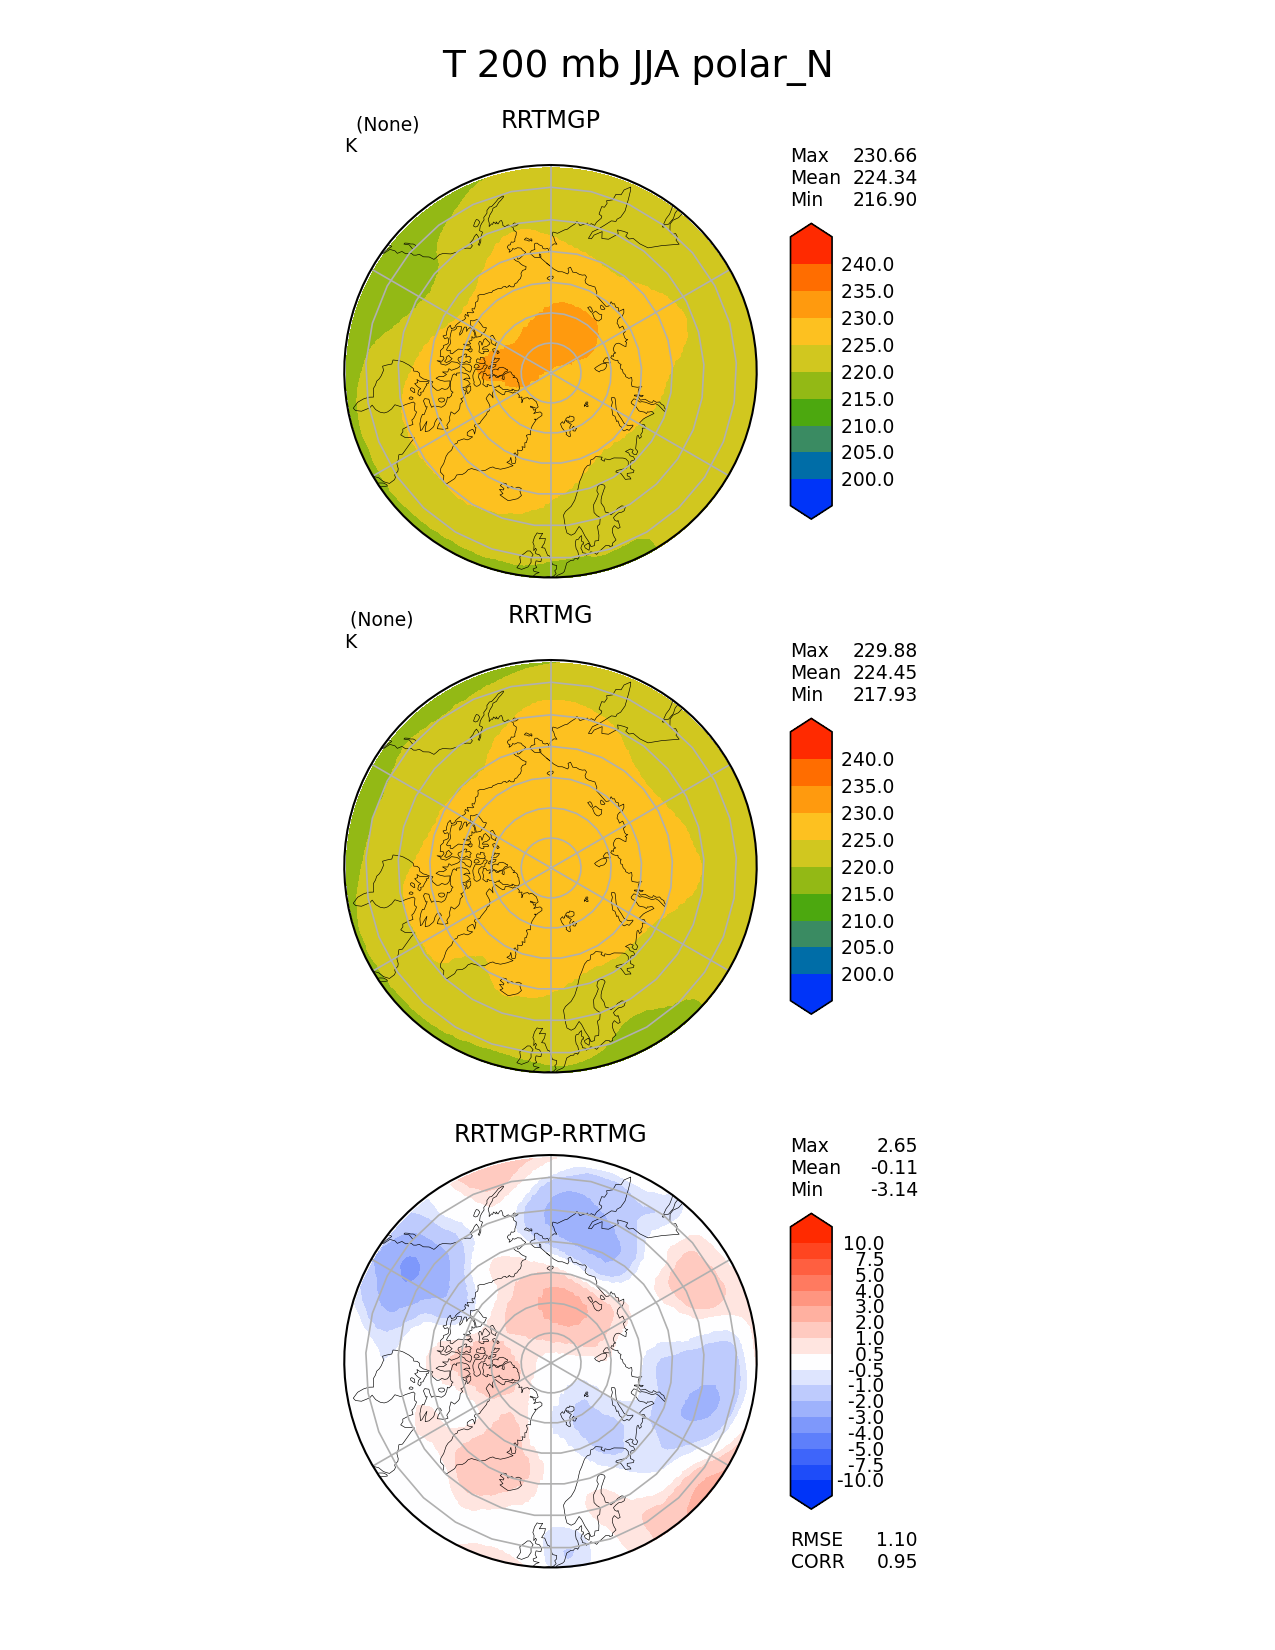 T 200 mb JJA polar_N
(None)
RRTMGP
K
Max 230.66
Mean 224.34
Min 216.90
240.0
235.0
230.0
225.0
220.0
215.0
210.0
205.0
200.0
(None)
RRTMG
K
Max 229.88
Mean 224.45
Min 217.93
240.0
235.0
230.0
225.0
220.0
215.0
210.0
205.0
200.0
RRTMGP-RRTMG
Max 2.65
Mean -0.11
Min -3.14
10.0
7.5
5.0
4.0
3.0
2.0
1.0
0.5
-0.5
-1.0
-2.0
-3.0
-4.0
-5.0
-7.5
-10.0
RMSE 1.10
CORR 0.95